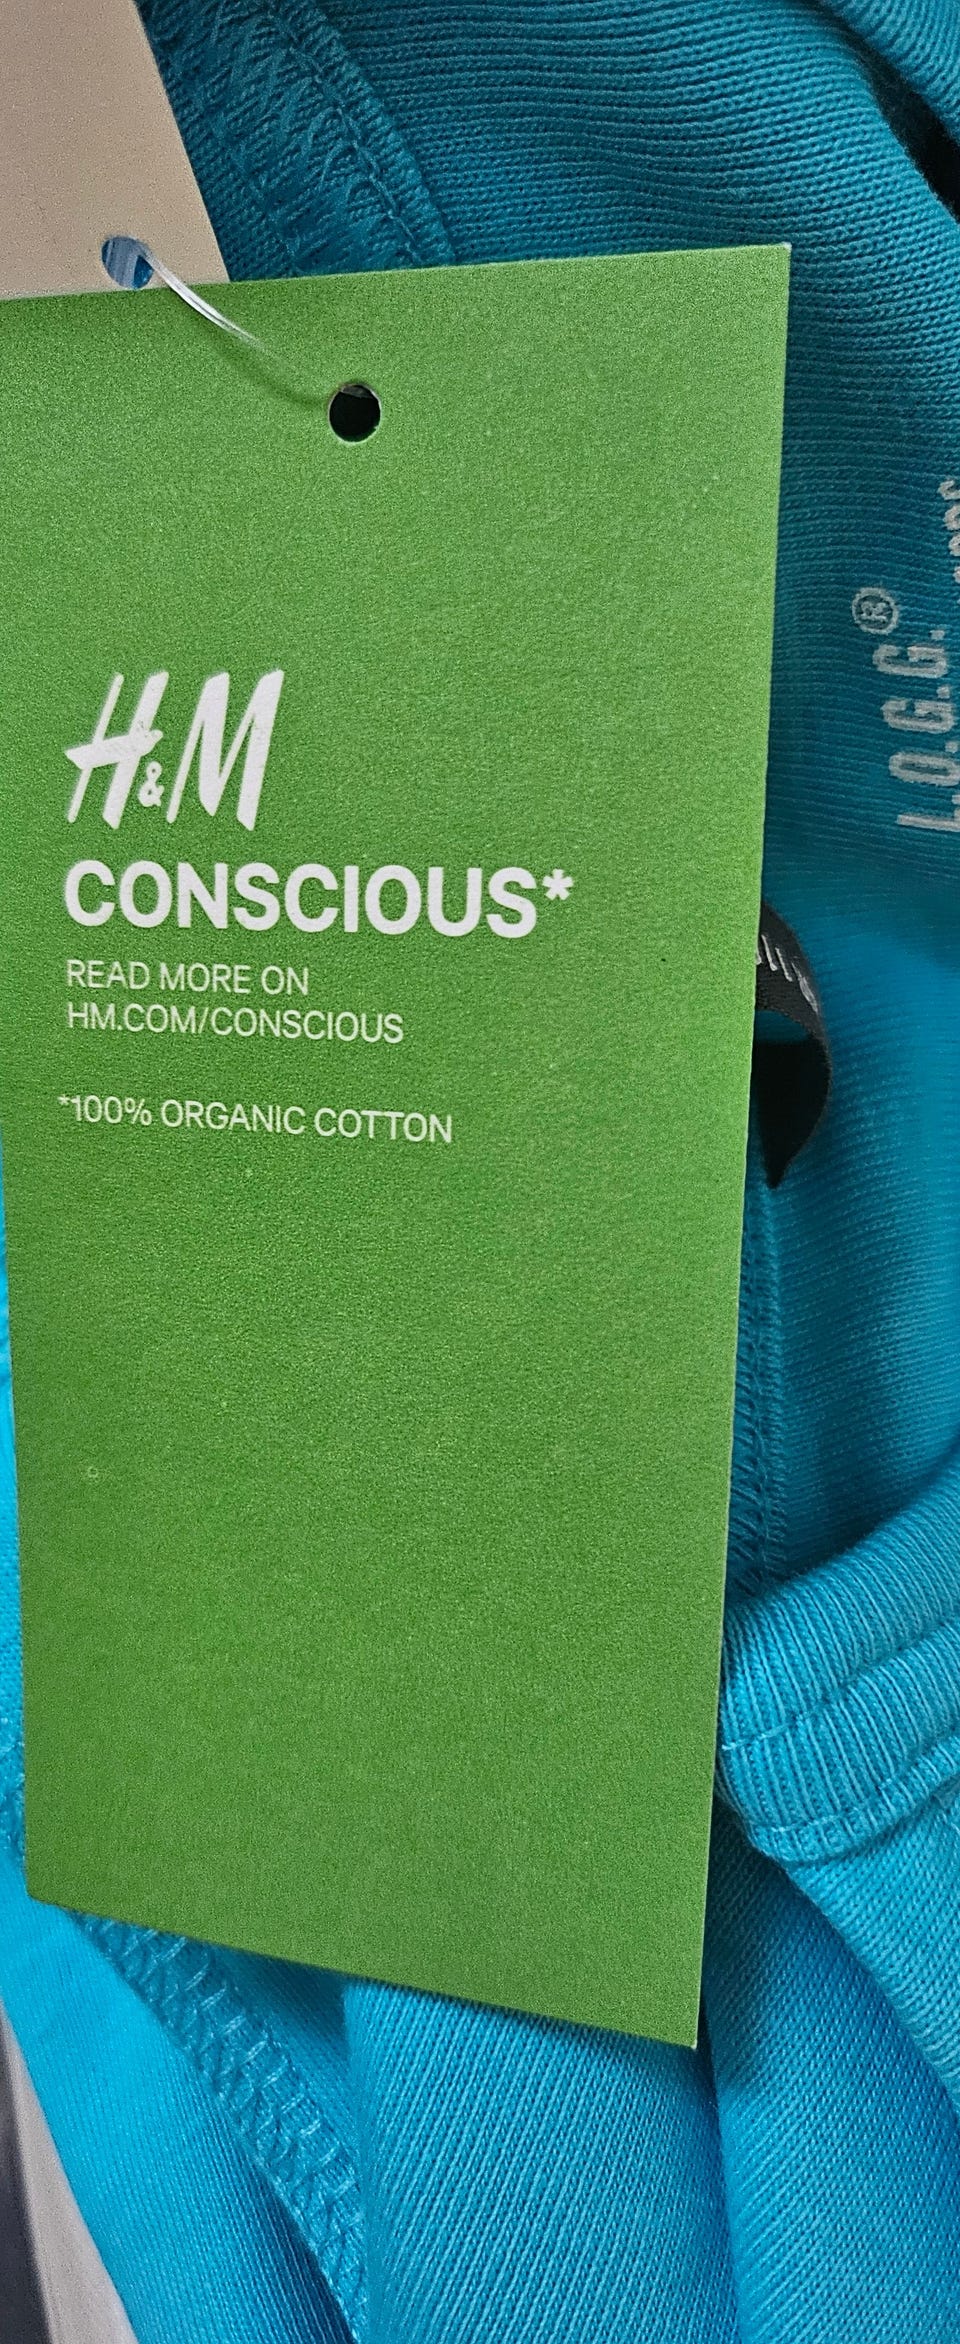 H&M
CONSCIOUS*
READ MORE ON
HM.COM/CONSCIOUS
*100% ORGANIC COTTON
L.O.G.G.®